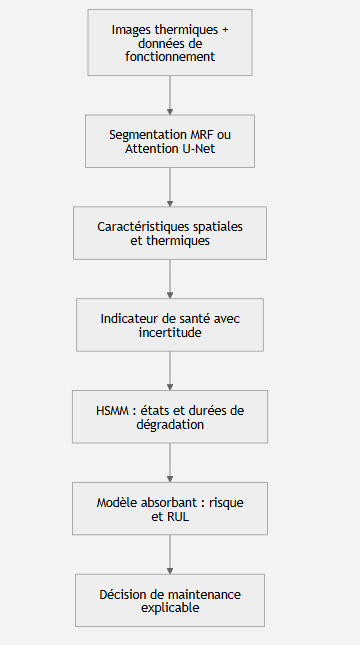 Images thermiques +
données de
fonctionnement
Segmentation MRF ou
Attention U-Net
Caractéristiques spatiales
et thermiques
Indicateur de santé avec
incertitude
HSMM : états et durées de
dégradation
Modèle absorbant : risque
et RUL
Décision de maintenance
explicable